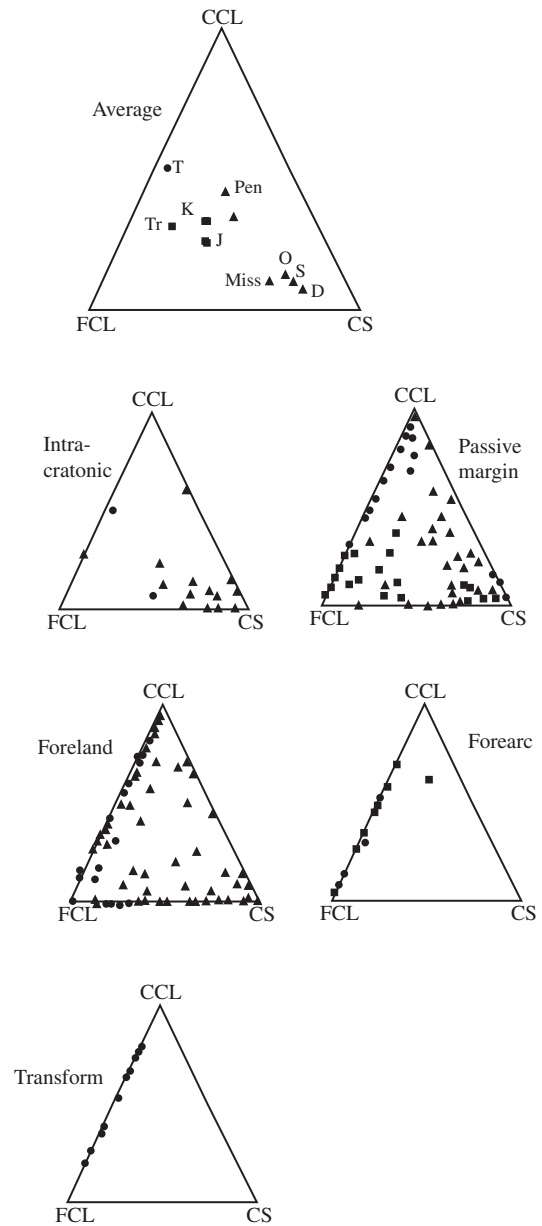 CCL
Average
T
Pen
K
Tr
J
O
S
Miss
D
FCL
CS
CCL
Intra-
cratonic
FCL
CS
CCL
Passive
margin
FCL
CS
CCL
Foreland
FCL
CS
CCL
Forearc
FCL
CS
CCL
Transform
FCL
CS